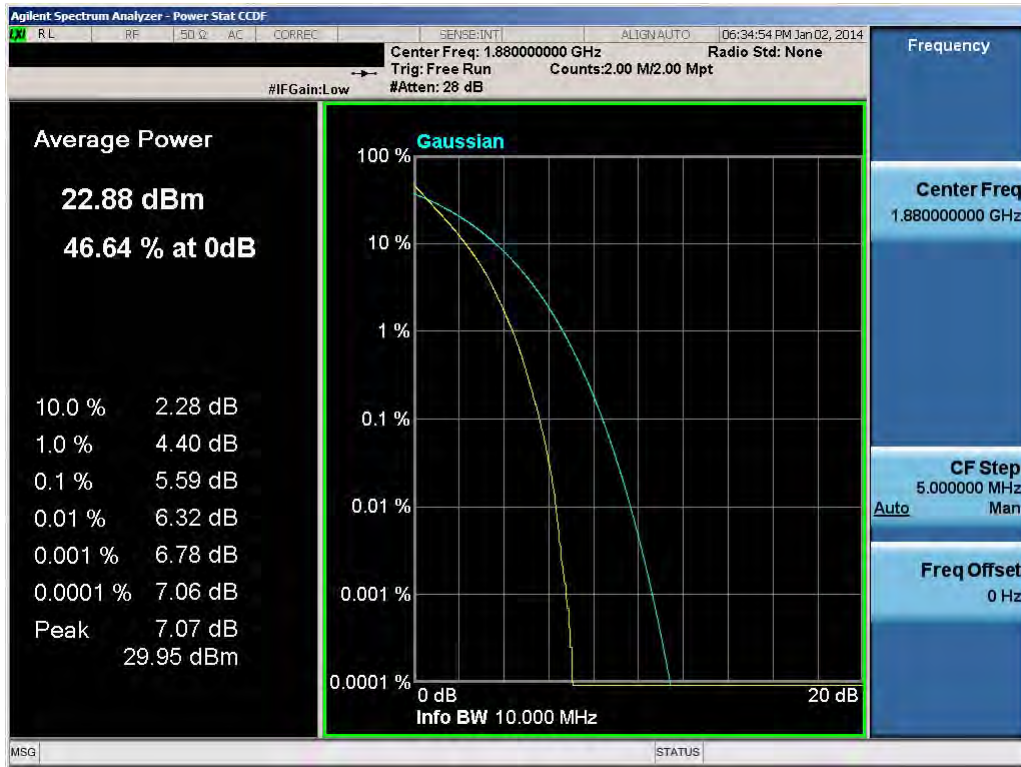 Agilent Spectrum Analyzer - Power Stat CCDF
LXI RL RF 50 Ω AC CORREC SENSE:INT ALIGN AUTO 06:34:54 PM Jan 02, 2014
Center Freq: 1.880000000 GHz Radio Std: None
Trig: Free Run Counts:2.00 M/2.00 Mpt
#IFGain:Low #Atten: 28 dB
Average Power
22.88 dBm
46.64 % at 0dB
10.0 % 2.28 dB
1.0 % 4.40 dB
0.1 % 5.59 dB
0.01 % 6.32 dB
0.001 % 6.78 dB
0.0001 % 7.06 dB
Peak 7.07 dB
29.95 dBm
Gaussian
100 %
10 %
1 %
0.1 %
0.01 %
0.001 %
0.0001 %
0 dB 20 dB
Info BW 10.000 MHz
Frequency
Center Freq
1.880000000 GHz
CF Step
5.000000 MHz
Auto Man
Freq Offset
0 Hz
MSG STATUS